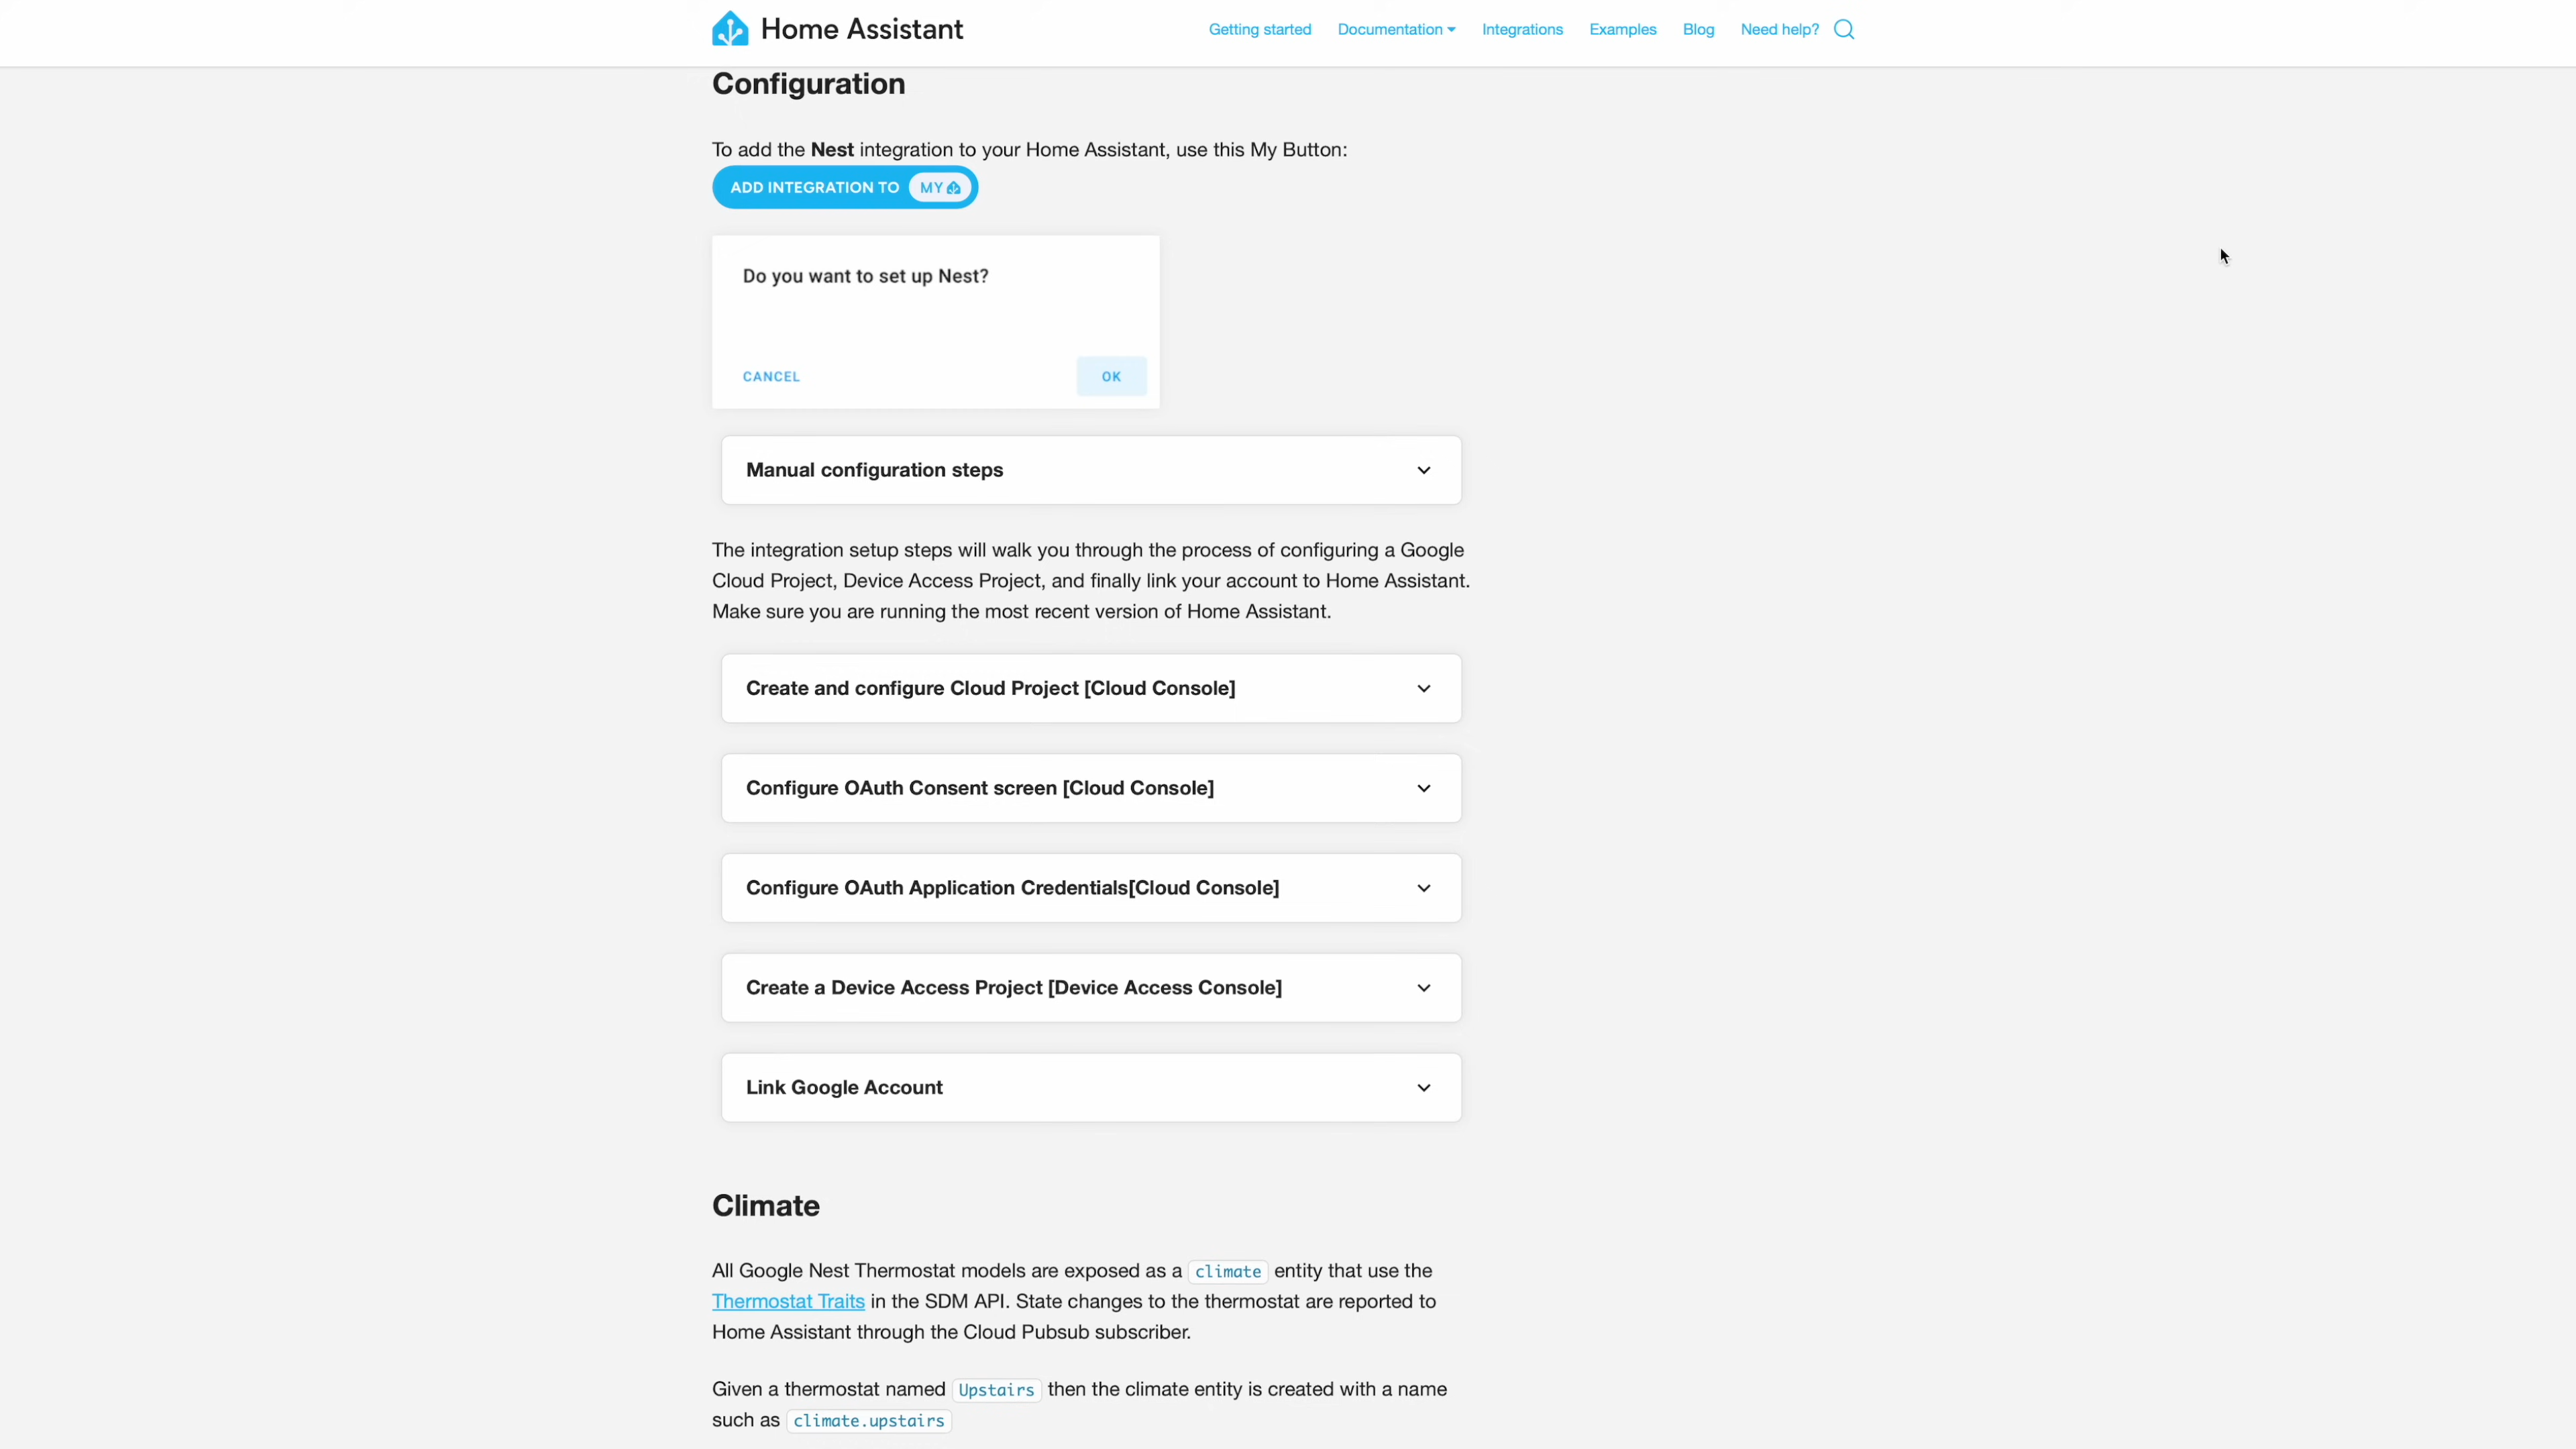 Home Assistant
Getting started
Documentation
Integrations
Examples
Blog
Need help?
Configuration
To add the Nest integration to your Home Assistant, use this My Button:
ADD INTEGRATION TO MY
Do you want to set up Nest?
CANCEL
OK
Manual configuration steps
The integration setup steps will walk you through the process of configuring a Google
Cloud Project, Device Access Project, and finally link your account to Home Assistant.
Make sure you are running the most recent version of Home Assistant.
Create and configure Cloud Project [Cloud Console]
Configure OAuth Consent screen [Cloud Console]
Configure OAuth Application Credentials[Cloud Console]
Create a Device Access Project [Device Access Console]
Link Google Account
Climate
All Google Nest Thermostat models are exposed as a climate entity that use the
Thermostat Traits in the SDM API. State changes to the thermostat are reported to
Home Assistant through the Cloud Pubsub subscriber.
Given a thermostat named Upstairs then the climate entity is created with a name
such as climate.upstairs